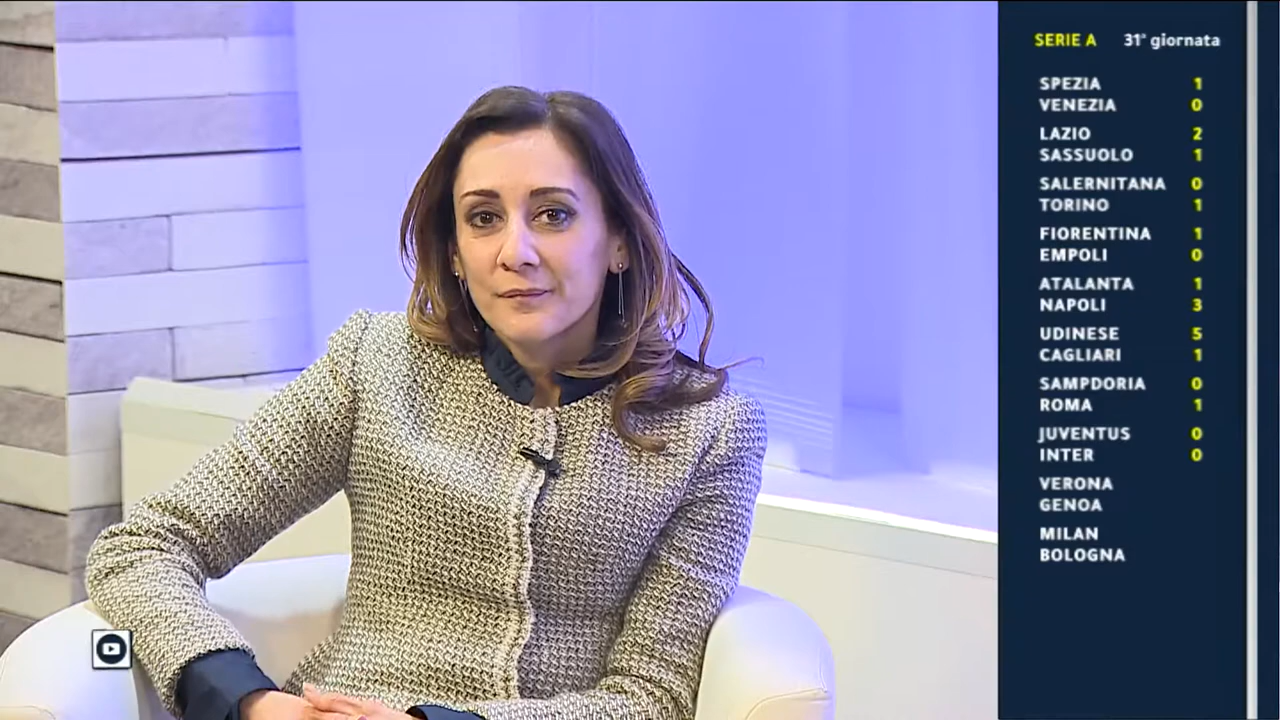 SERIE A 31ª giornata
SPEZIA 1
VENEZIA 0
LAZIO 2
SASSUOLO 1
SALERNITANA 0
TORINO 1
FIORENTINA 1
EMPOLI 0
ATALANTA 1
NAPOLI 3
UDINESE 5
CAGLIARI 1
SAMPDORIA 0
ROMA 1
JUVENTUS 0
INTER 0
VERONA
GENOA
MILAN
BOLOGNA